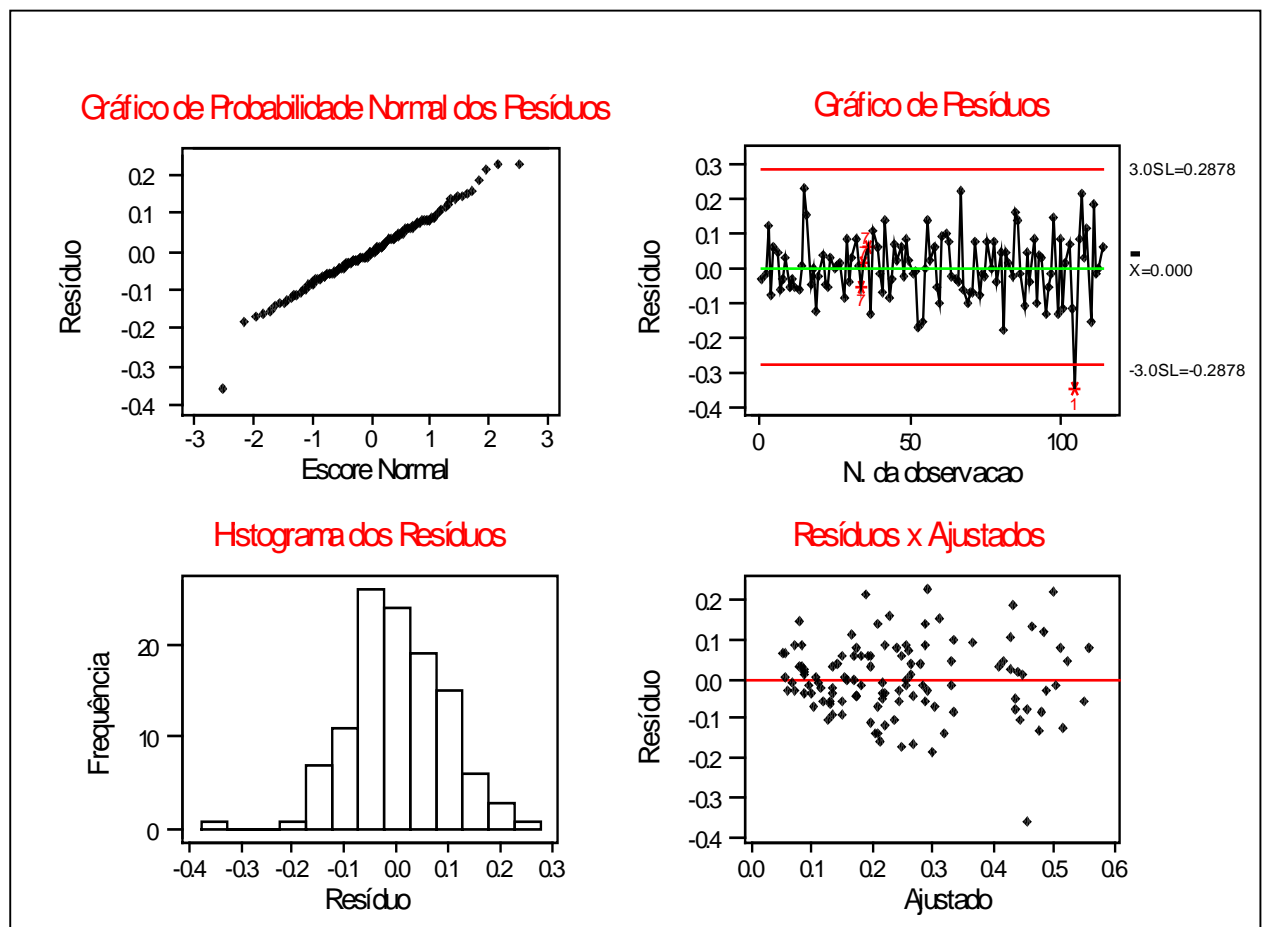 Gráfico de Probabilidade Normal dos Resíduos
0.2
0.1
0.0
-0.1
-0.2
-0.3
-0.4
Resíduo
-3 -2 -1 0 1 2 3
Escore Normal
Gráfico de Resíduos
0.3
0.2
0.1
0.0
-0.1
-0.2
-0.3
-0.4
Resíduo
7
7
1
3.0SL=0.2878
X=0.000
-3.0SL=-0.2878
0 50 100
N. da observacao
Hstograma dos Resíduos
20
10
0
Frequência
-0.4 -0.3 -0.2 -0.1 0.0 0.1 0.2 0.3
Resíduo
Resíduos x Ajustados
0.2
0.1
0.0
-0.1
-0.2
-0.3
-0.4
Resíduo
0.0 0.1 0.2 0.3 0.4 0.5 0.6
Ajustado